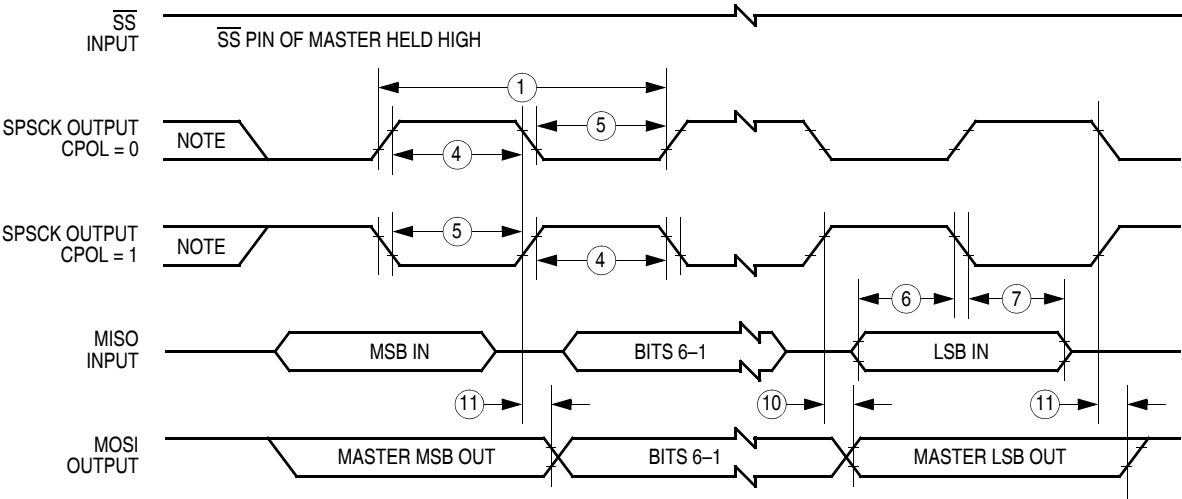 SS
INPUT
SS PIN OF MASTER HELD HIGH
1
SPSCK OUTPUT
CPOL = 0
NOTE
5
4
SPSCK OUTPUT
CPOL = 1
NOTE
5
4
6
7
MISO
INPUT
MSB IN
BITS 6–1
LSB IN
11
10
11
MOSI
OUTPUT
MASTER MSB OUT
BITS 6–1
MASTER LSB OUT